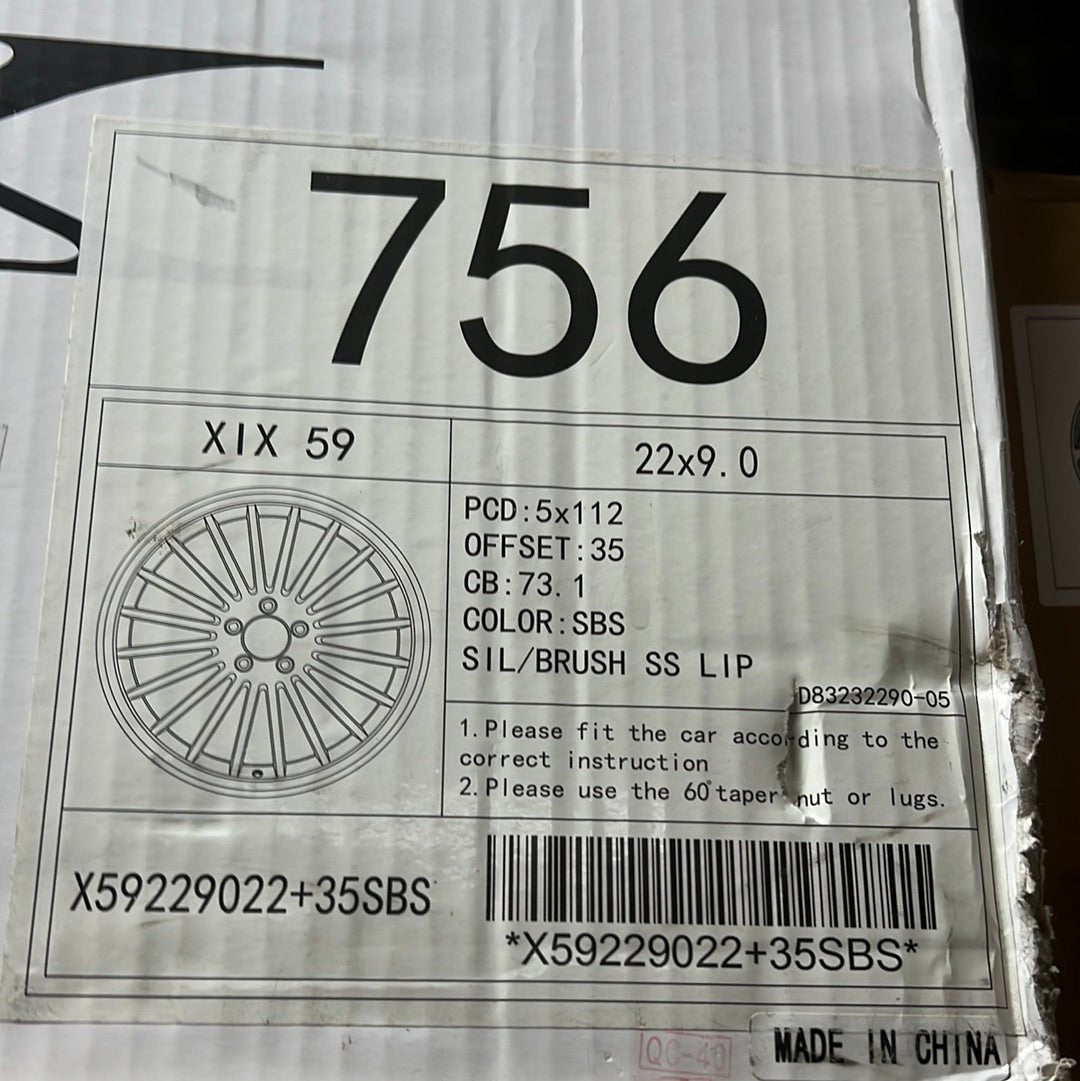 756
XIX 59
22x9.0
PCD:5x112
OFFSET:35
CB:73.1
COLOR:SBS
SIL/BRUSH SS LIP
D83232290-05
1.Please fit the car according to the
correct instruction
2.Please use the 60°taper nut or lugs.
X59229022+35SBS
*X59229022+35SBS*
MADE IN CHINA